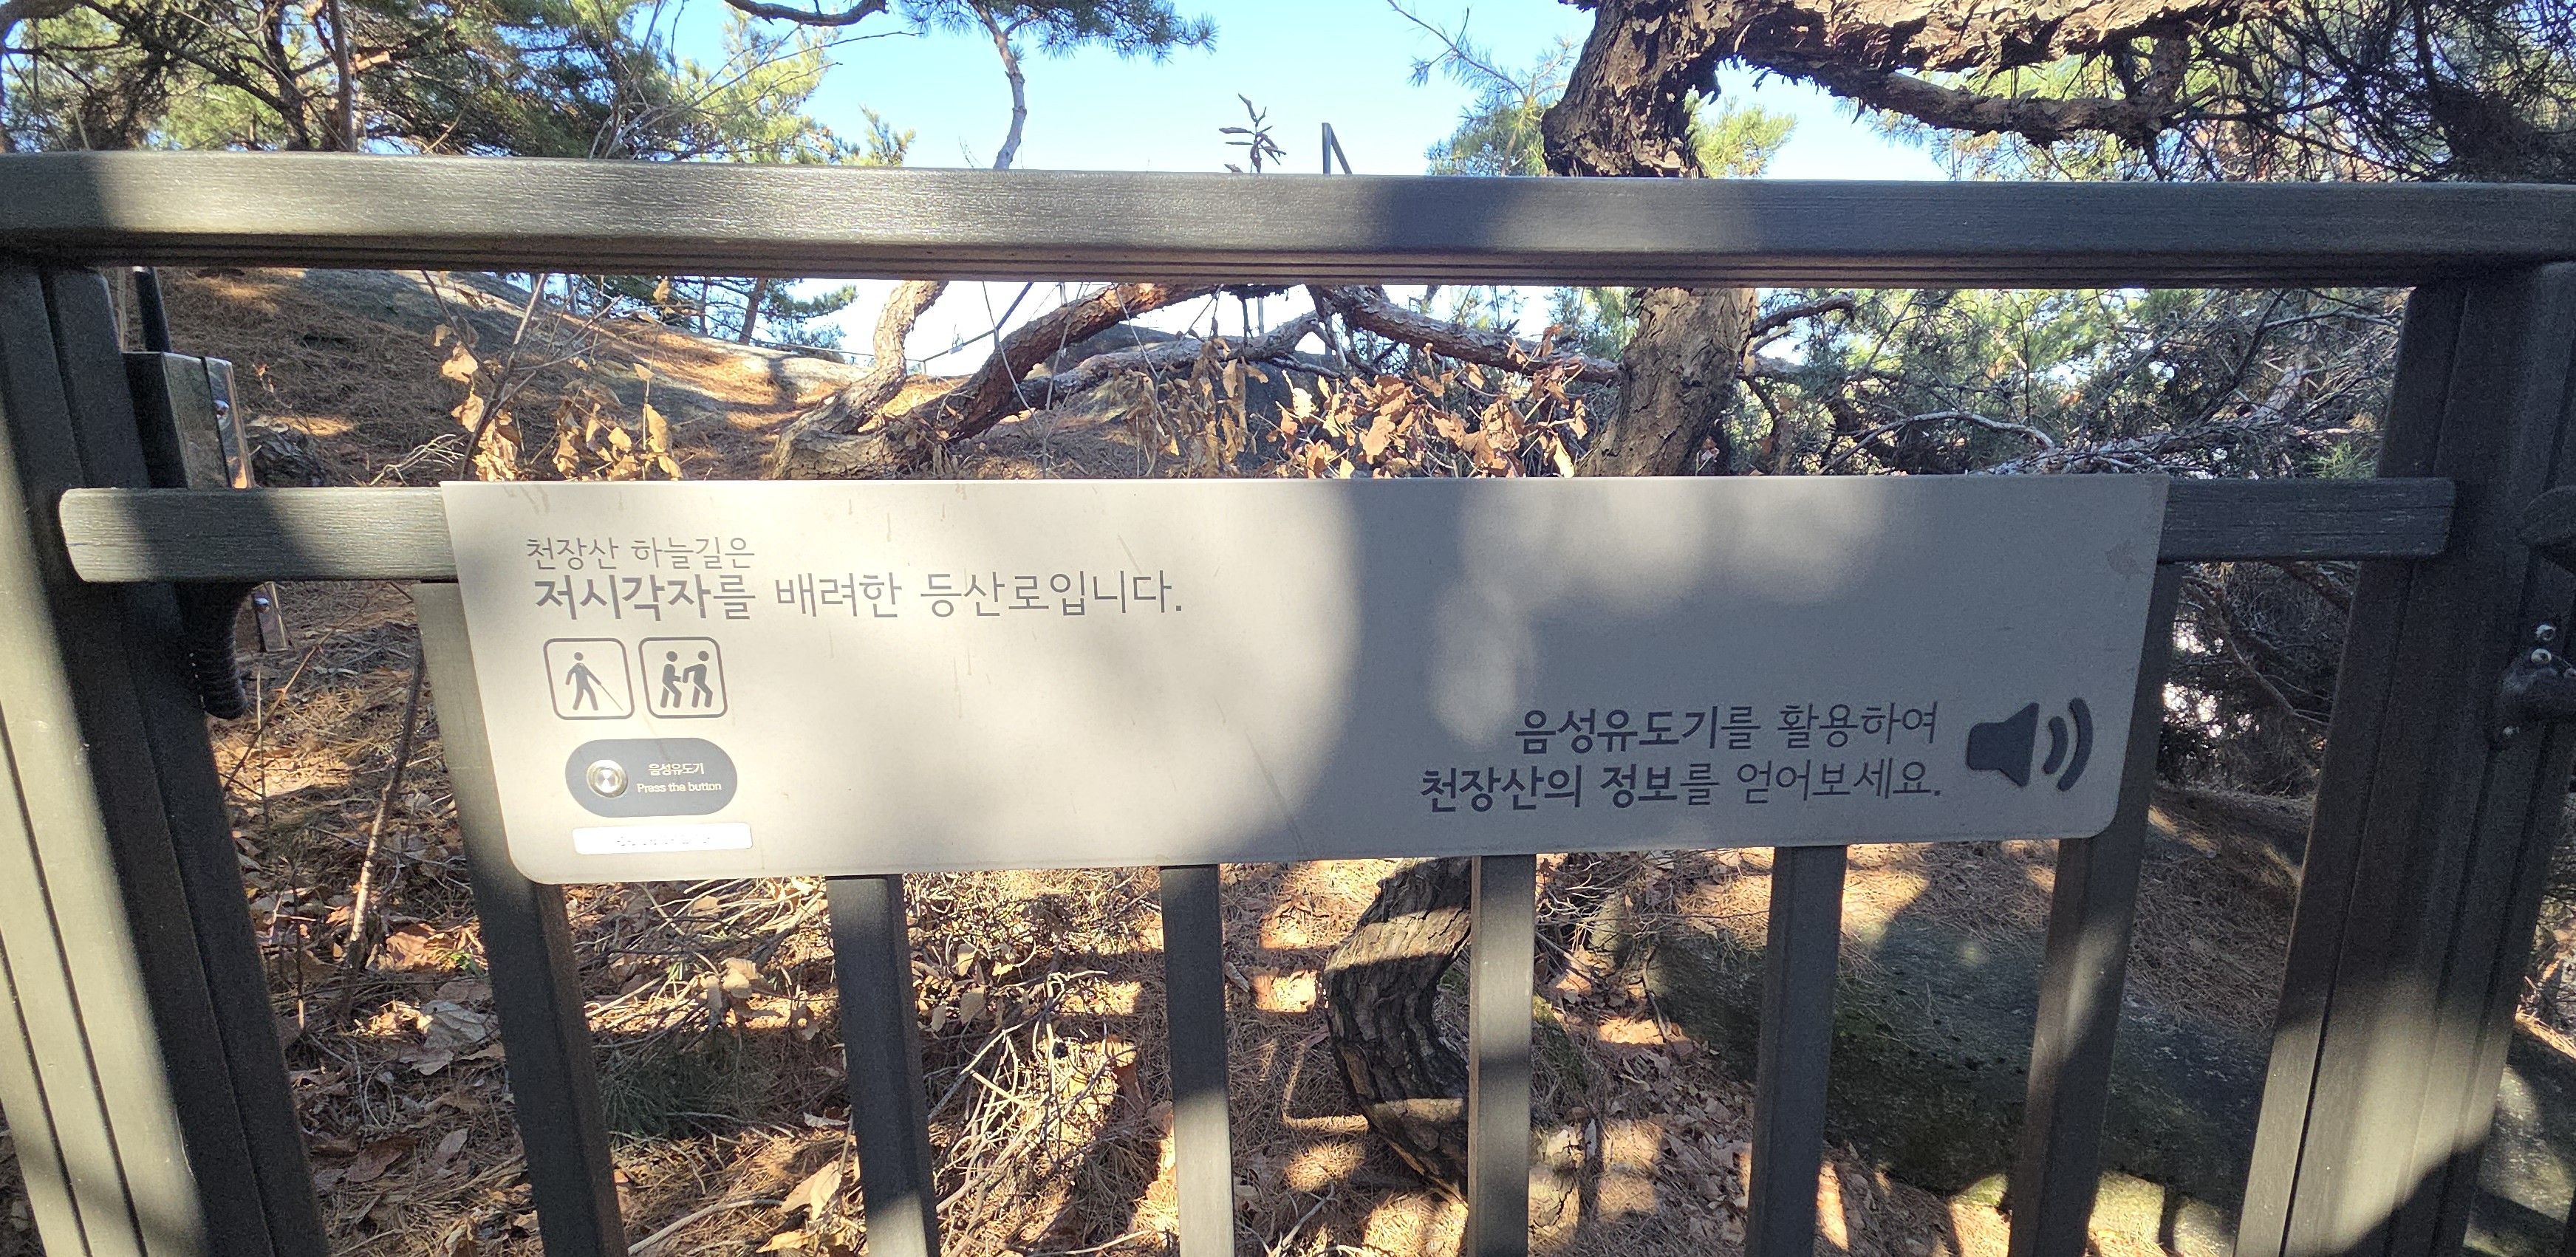 천장산 하늘길은
저시각자를 배려한 등산로입니다.
음성유도기
Press the button
음성유도기를 활용하여
천장산의 정보를 얻어보세요.